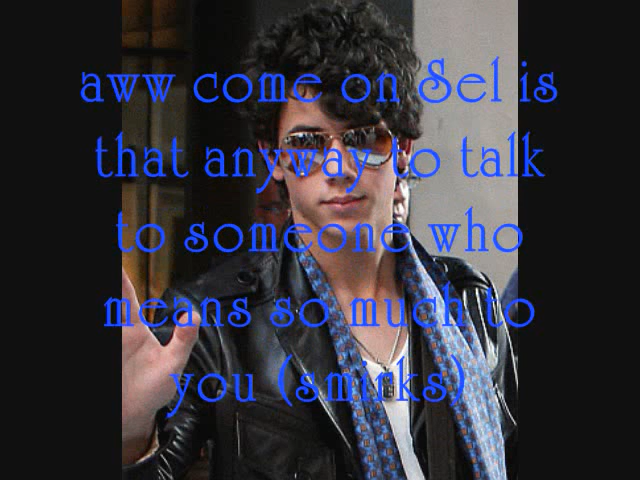 aww come on Sel is
that anyway to talk
to someone who
means so much to
you (smirks)